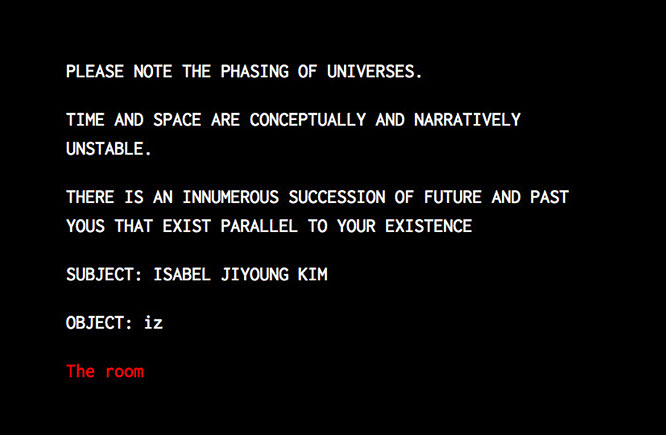 PLEASE NOTE THE PHASING OF UNIVERSES.
TIME AND SPACE ARE CONCEPTUALLY AND NARRATIVELY
UNSTABLE.
THERE IS AN INNUMEROUS SUCCESSION OF FUTURE AND PAST
YOUS THAT EXIST PARALLEL TO YOUR EXISTENCE
SUBJECT: ISABEL JIYOUNG KIM
OBJECT: iz
The room